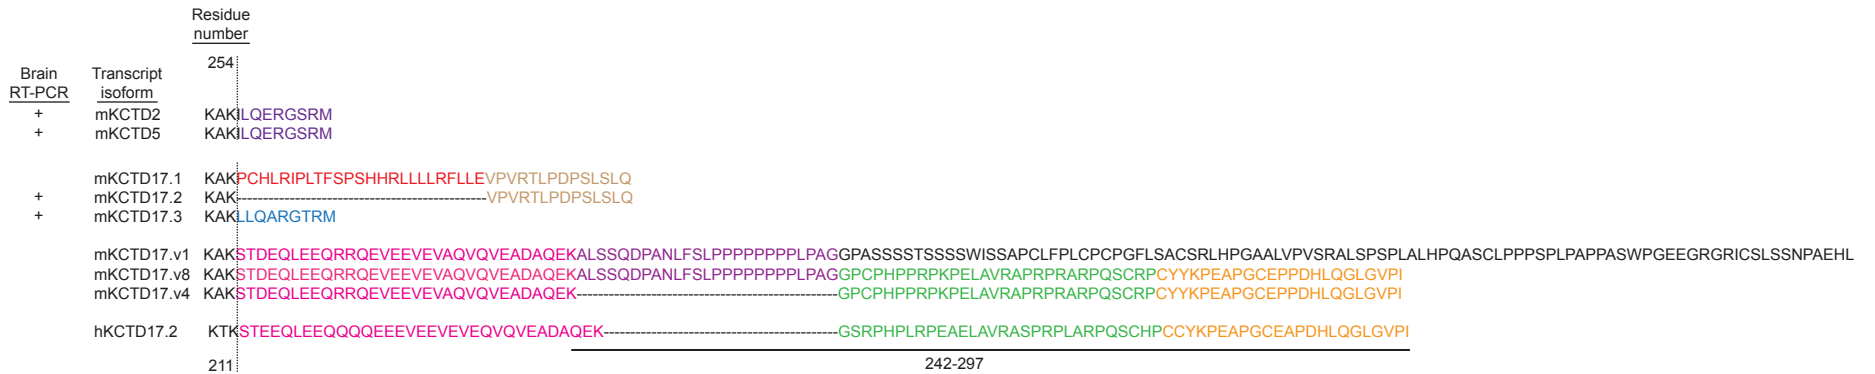 Residue
number
254
Brain Transcript
RT-PCR isoform
+ mKCTD2 KAKILQERGSRM
+ mKCTD5 KAKILQERGSRM
mKCTD17.1 KAKPCHLRIPLTFSPSHHRLLLLRFLLEVPVRTLPDPSLSLQ
+ mKCTD17.2 KAK-----------------------------------------------VPVRTLPDPSLSLQ
+ mKCTD17.3 KAKLLQARGTRM
mKCTD17.v1 KAKSTDEQLEEQRRQEVEEVEVAQVQVEADAQEKALSSQDPANLFSLPPPPPPPPLPAGGPASSSSTSSSSWISSAPCLFPLCPCPGFLSACSRLHPGAALVPVSRALSPSPLALHPQASCLPPPSPLPAPPASWPGEEGRGRICSLSSNPAEHL
mKCTD17.v8 KAKSTDEQLEEQRRQEVEEVEVAQVQVEADAQEKALSSQDPANLFSLPPPPPPPPLPAGGPCPHPPRPKPELAVRAPRPRARPQSCRPCYYKPEAPGCEPPDHLQGLGVPI
mKCTD17.v4 KAKSTDEQLEEQRRQEVEEVEVAQVQVEADAQEK-------------------------------------------------GPCPHPPRPKPELAVRAPRPRARPQSCRPCYYKPEAPGCEPPDHLQGLGVPI
hKCTD17.2 KTKSTEEQLEEQQQQEEEVEEVEVEQVQVEADAQEK--------------------------------------------GSRPHPLRPEAELAVRASPRPLARPQSCHPCCYKPEAPGCEAPDHLQGLGVPI
211 242-297